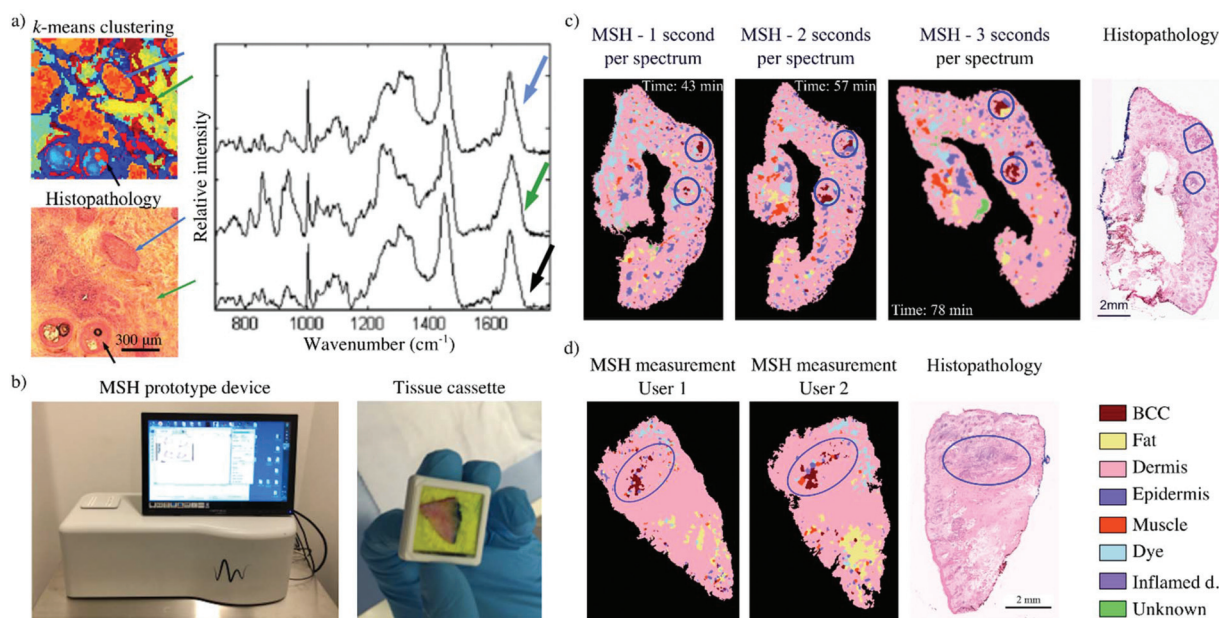 a)
k-means clustering
Histopathology
300 µm
Relative intensity
800 1000 1200 1400 1600
Wavenumber (cm-1)
b)
MSH prototype device
Tissue cassette
c)
MSH - 1 second
per spectrum
MSH - 2 seconds
per spectrum
MSH - 3 seconds
per spectrum
Histopathology
Time: 43 min
Time: 57 min
Time: 78 min
2mm
d)
MSH measurement
User 1
MSH measurement
User 2
Histopathology
2 mm
BCC
Fat
Dermis
Epidermis
Muscle
Dye
Inflamed d.
Unknown